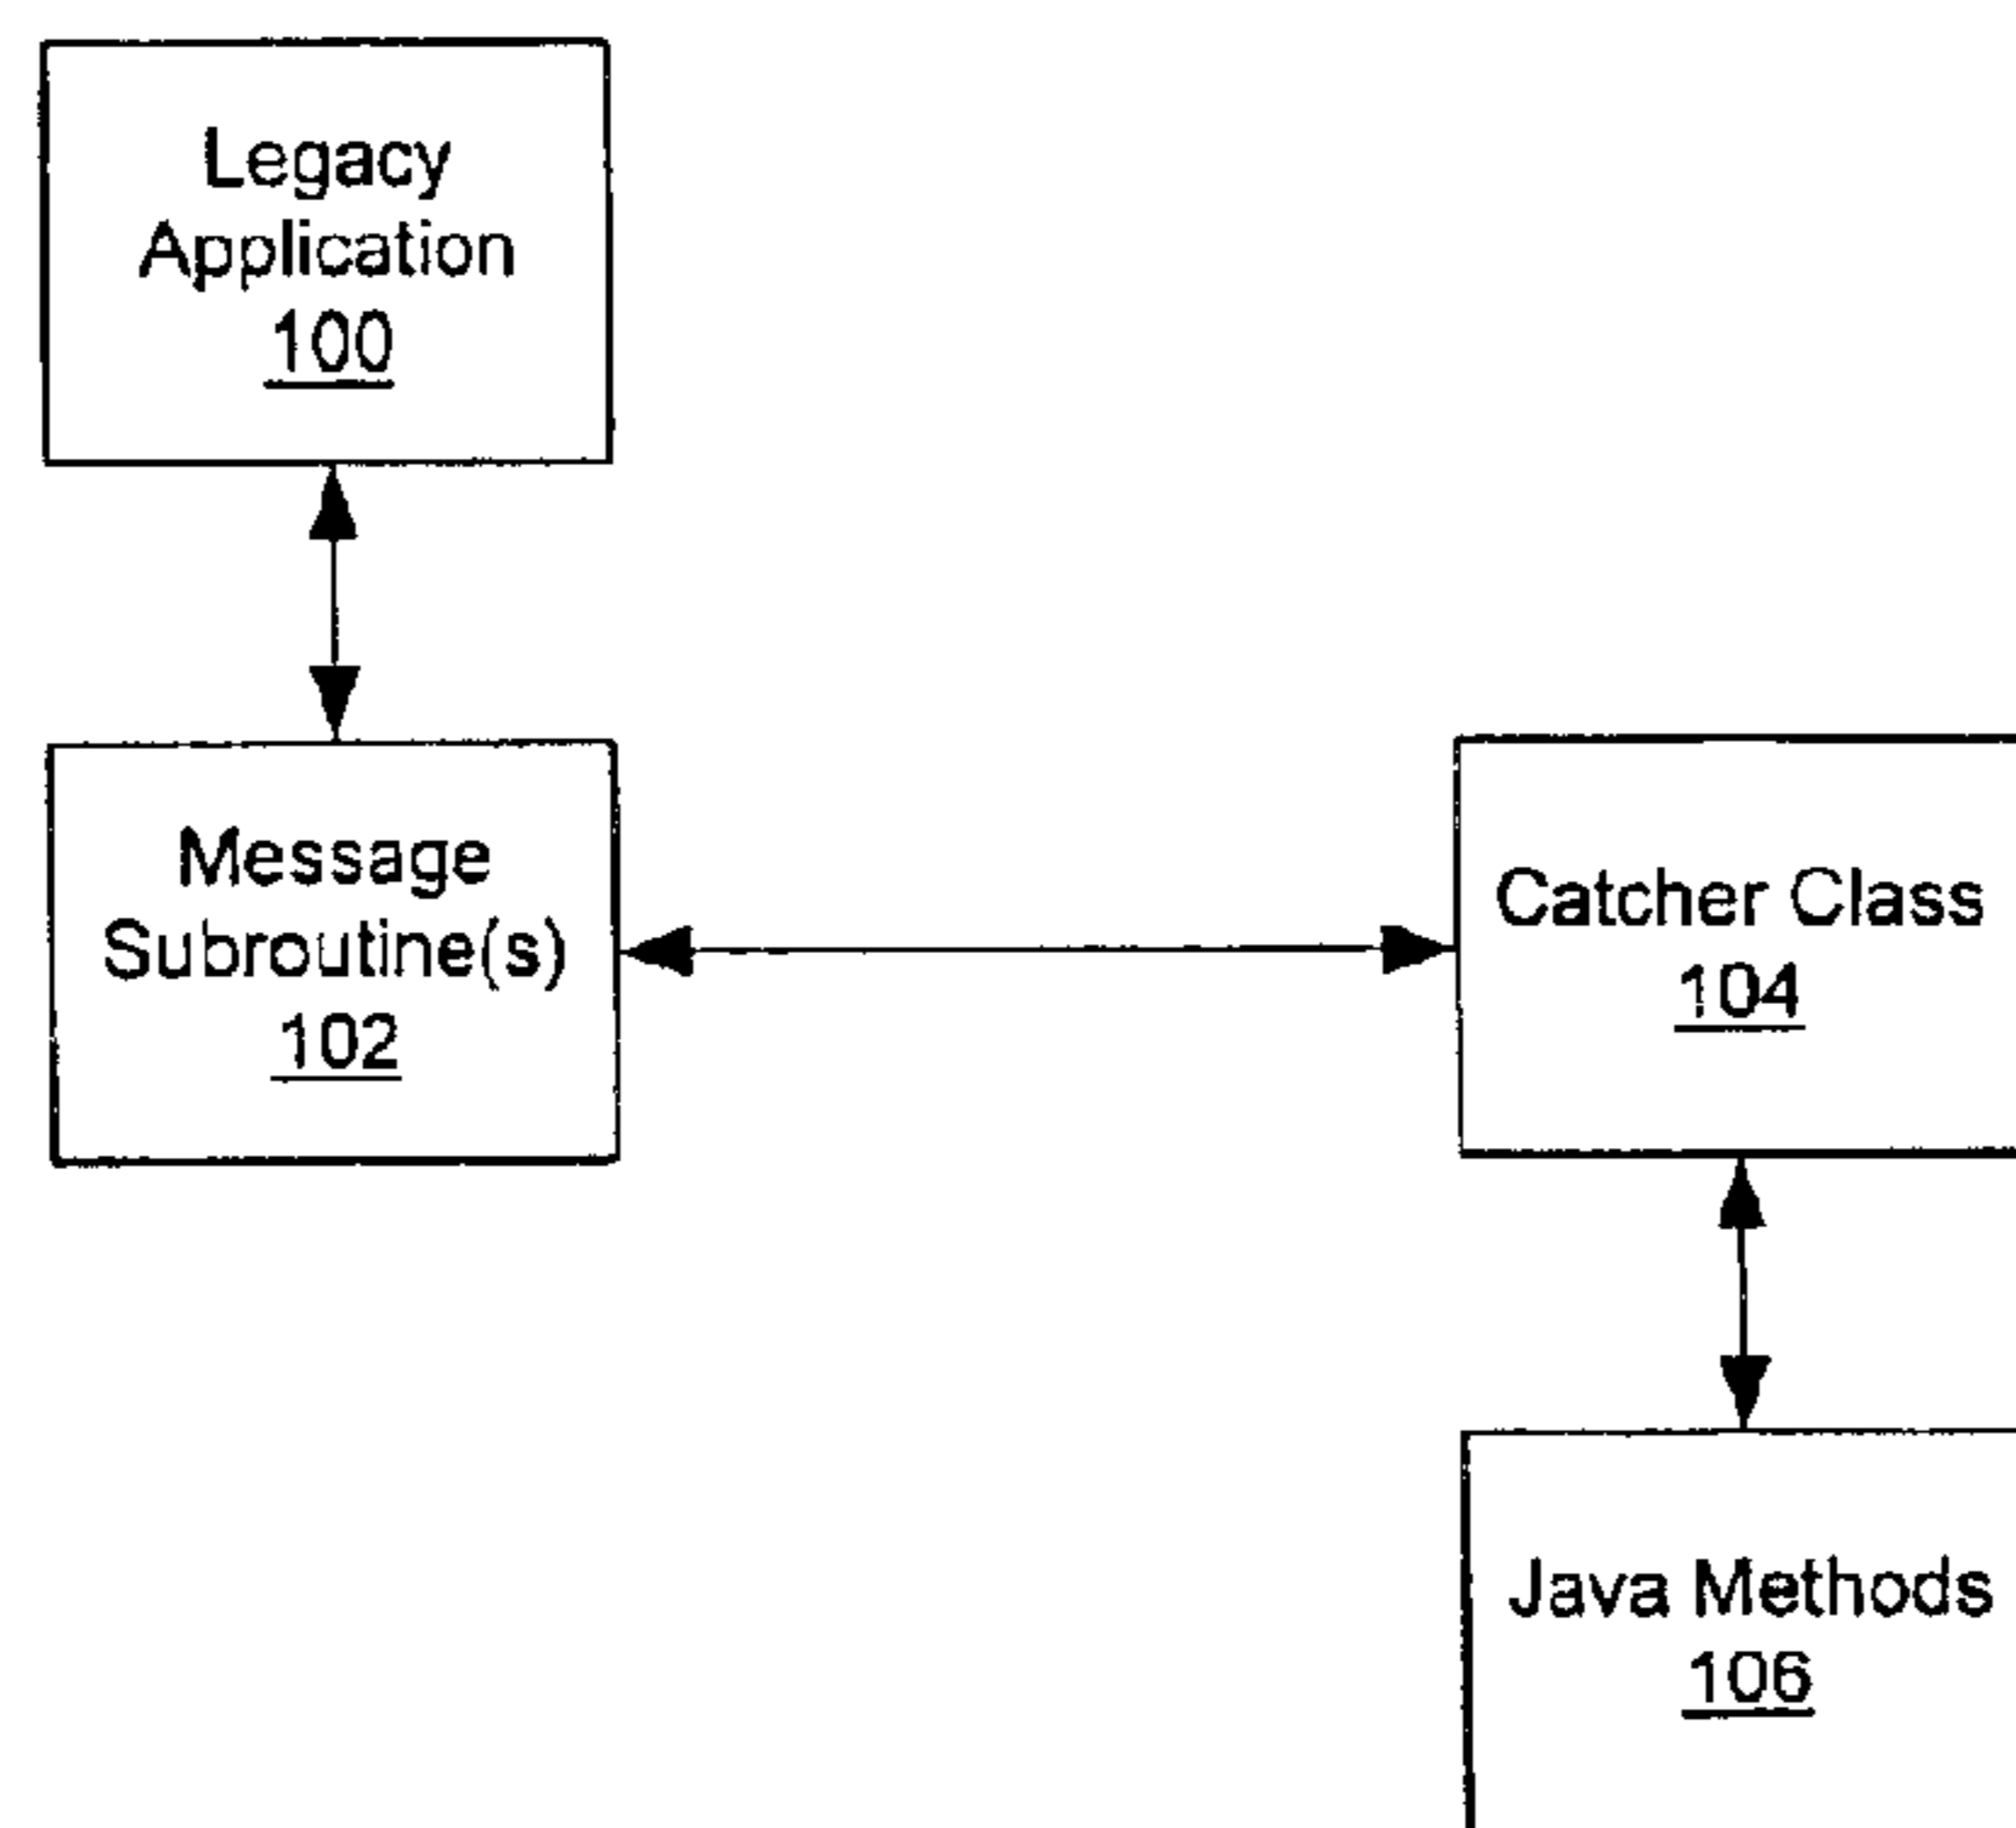 Legacy
Application
100
Message
Subroutine(s)
102
Catcher Class
104
Java Methods
106